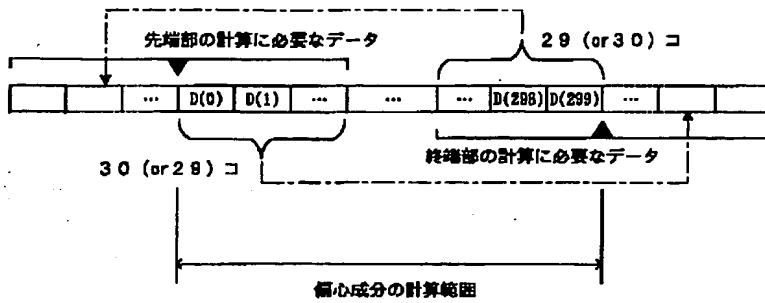 先端部の計算に必要なデータ
29(or30)コ
… D(0) D(1) … … … D(298) D(299) …
30(or29)コ
終端部の計算に必要なデータ
偏心成分の計算範囲